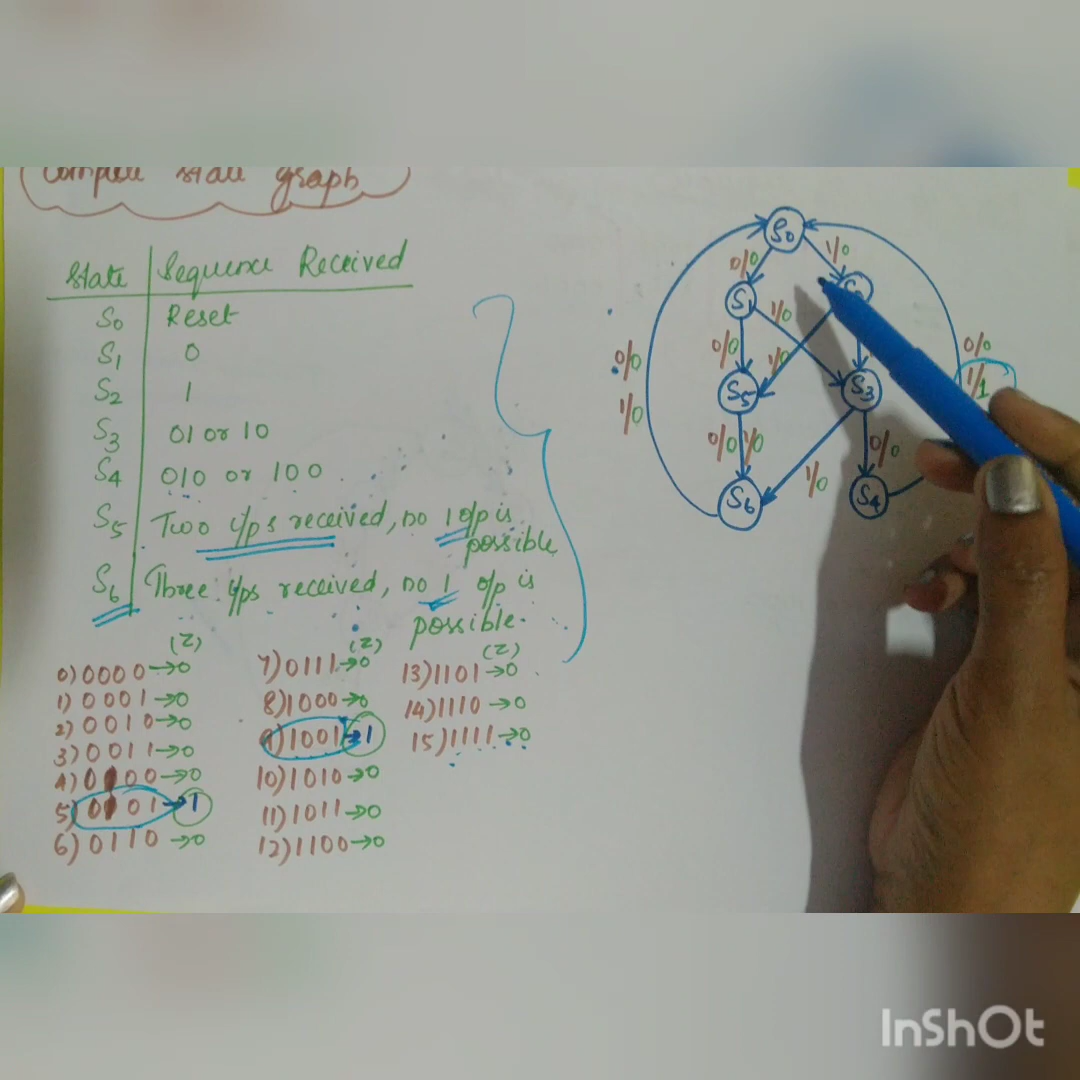 Complete state graph
State Sequence Received
S0 Reset
S1 0
S2 1
S3 01 or 10
S4 010 or 100
S5 Two i/ps received, no 1 o/p is
possible
S6 Three i/ps received, no 1 o/p is
possible.
(Z)
0) 0000→0
1) 0001→0
2) 0010→0
3) 0011→0
4) 0100→0
5) 0101→1
6) 0110→0
(Z)
7) 0111→0
8) 1000→0
9) 1001→1
10) 1010→0
11) 1011→0
12) 1100→0
(Z)
13) 1101→0
14) 1110→0
15) 1111→0
S0
0/0 1/0
S1
1/0
0/0 1/0
S5 S3
0/0 1/0 0/0
1/0
S6 S4
0/0
1/0
0/0
1/1
InShOt